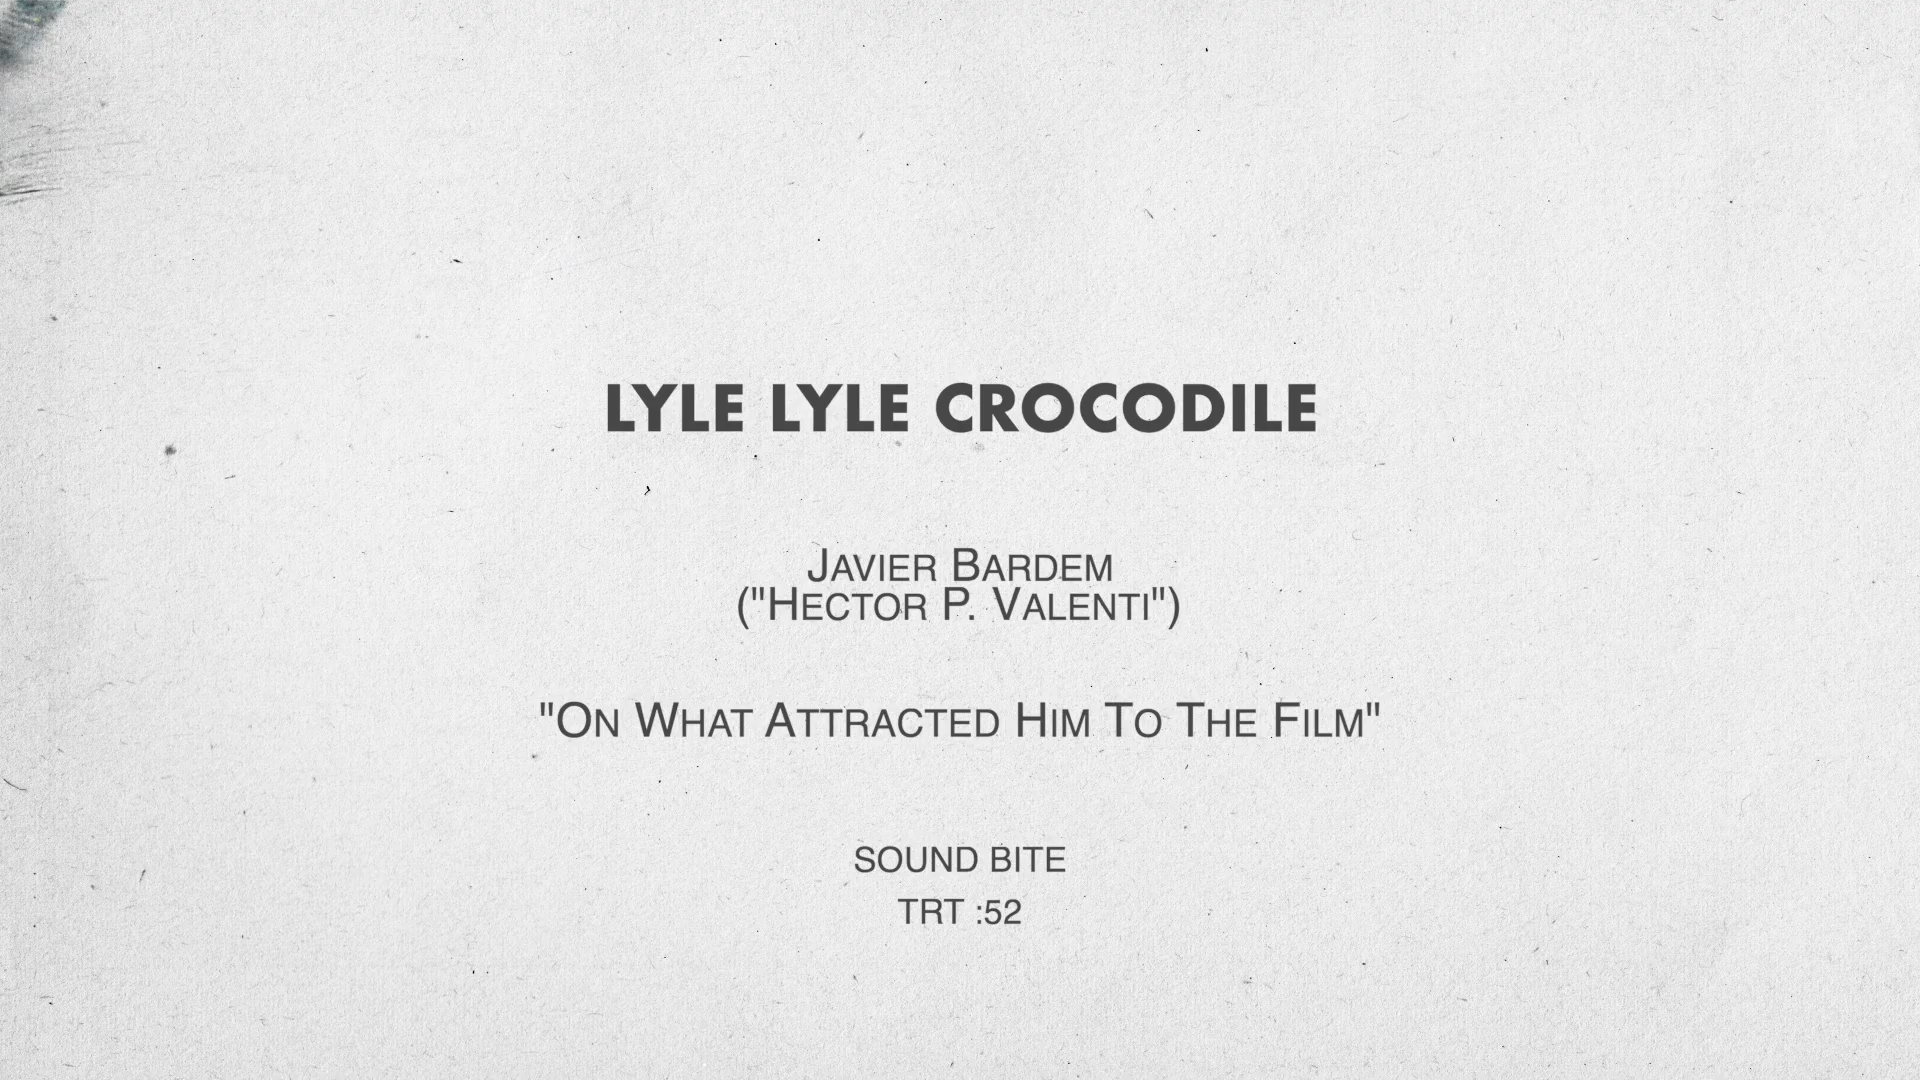 LYLE LYLE CROCODILE
Javier Bardem
("Hector P. Valenti")
"On What Attracted Him To The Film"
SOUND BITE
TRT :52